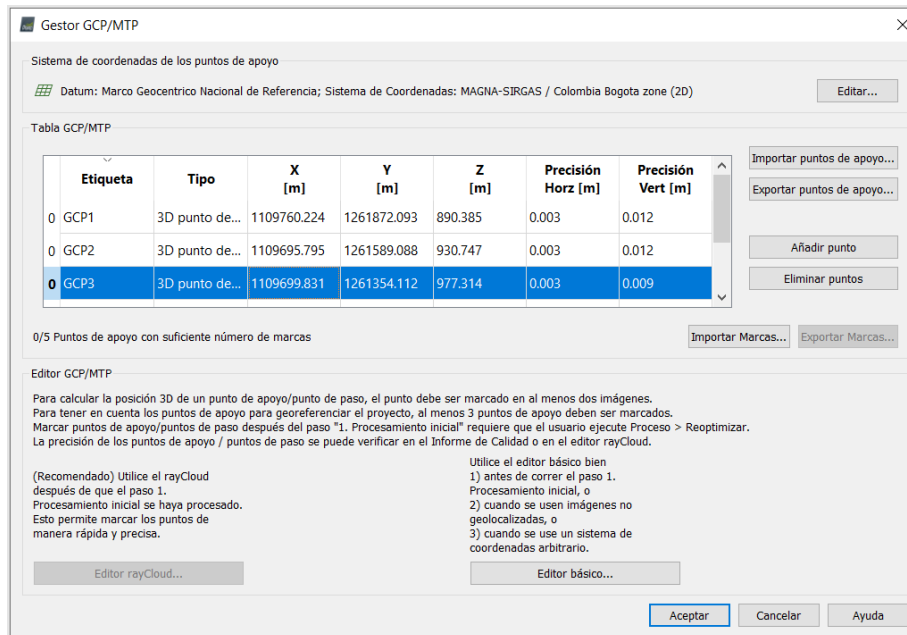 Gestor GCP/MTP
Sistema de coordenadas de los puntos de apoyo
Datum: Marco Geocentrico Nacional de Referencia; Sistema de Coordenadas: MAGNA-SIRGAS / Colombia Bogota zone (2D)
Editar...
Tabla GCP/MTP
Etiqueta Tipo X [m] Y [m] Z [m] Precisión Horz [m] Precisión Vert [m]
0 GCP1 3D punto de... 1109760.224 1261872.093 890.385 0.003 0.012
0 GCP2 3D punto de... 1109695.795 1261589.088 930.747 0.003 0.012
0 GCP3 3D punto de... 1109699.831 1261354.112 977.314 0.003 0.009
Importar puntos de apoyo...
Exportar puntos de apoyo...
Añadir punto
Eliminar puntos
0/5 Puntos de apoyo con suficiente número de marcas
Importar Marcas...
Exportar Marcas...
Editor GCP/MTP
Para calcular la posición 3D de un punto de apoyo/punto de paso, el punto debe ser marcado en al menos dos imágenes.
Para tener en cuenta los puntos de apoyo para georeferenciar el proyecto, al menos 3 puntos de apoyo deben ser marcados.
Marcar puntos de apoyo/puntos de paso después del paso "1. Procesamiento inicial" requiere que el usuario ejecute Proceso > Reoptimizar.
La precisión de los puntos de apoyo / puntos de paso se puede verificar en el Informe de Calidad o en el editor rayCloud.
(Recomendado) Utilice el rayCloud
después de que el paso 1.
Procesamiento inicial se haya procesado.
Esto permite marcar los puntos de
manera rápida y precisa.
Editor rayCloud...
Utilice el editor básico bien
1) antes de correr el paso 1.
Procesamiento inicial, o
2) cuando se usen imágenes no
geolocalizadas, o
3) cuando se use un sistema de
coordenadas arbitrario.
Editor básico...
Aceptar
Cancelar
Ayuda